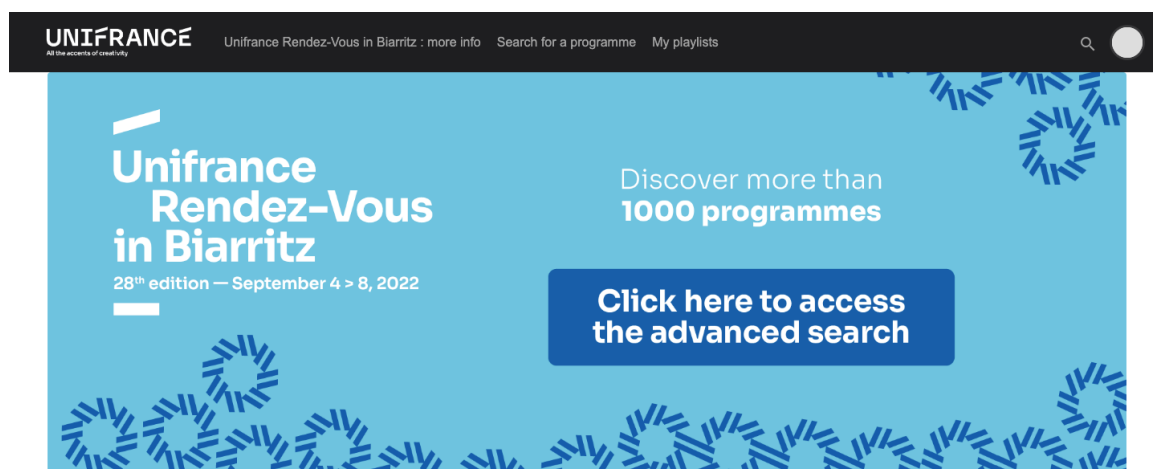 UNIFRANCE
All the accents of creativity
Unifrance Rendez-Vous in Biarritz : more info Search for a programme My playlists
Unifrance
Rendez-Vous
in Biarritz
28th edition — September 4 > 8, 2022
Discover more than
1000 programmes
Click here to access
the advanced search